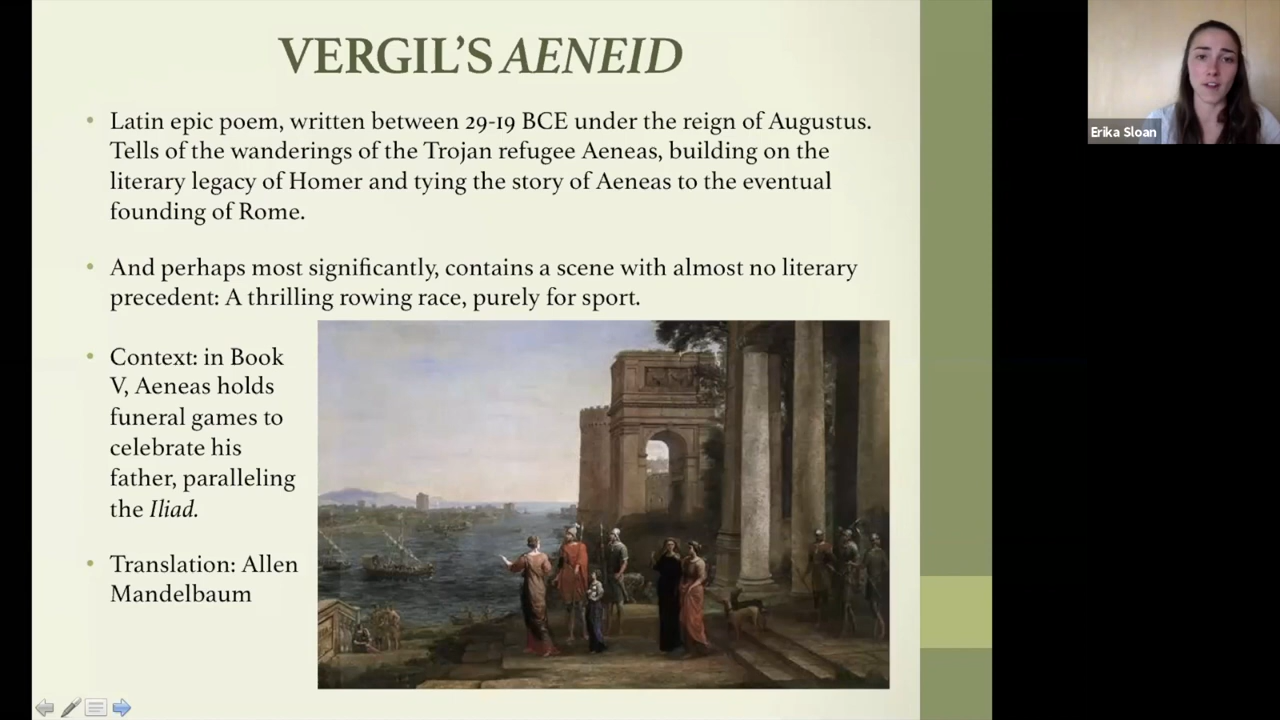 VERGIL'S AENEID
• Latin epic poem, written between 29-19 BCE under the reign of Augustus.
Tells of the wanderings of the Trojan refugee Aeneas, building on the
literary legacy of Homer and tying the story of Aeneas to the eventual
founding of Rome.
• And perhaps most significantly, contains a scene with almost no literary
precedent: A thrilling rowing race, purely for sport.
• Context: in Book
V, Aeneas holds
funeral games to
celebrate his
father, paralleling
the Iliad.
• Translation: Allen
Mandelbaum
Erika Sloan